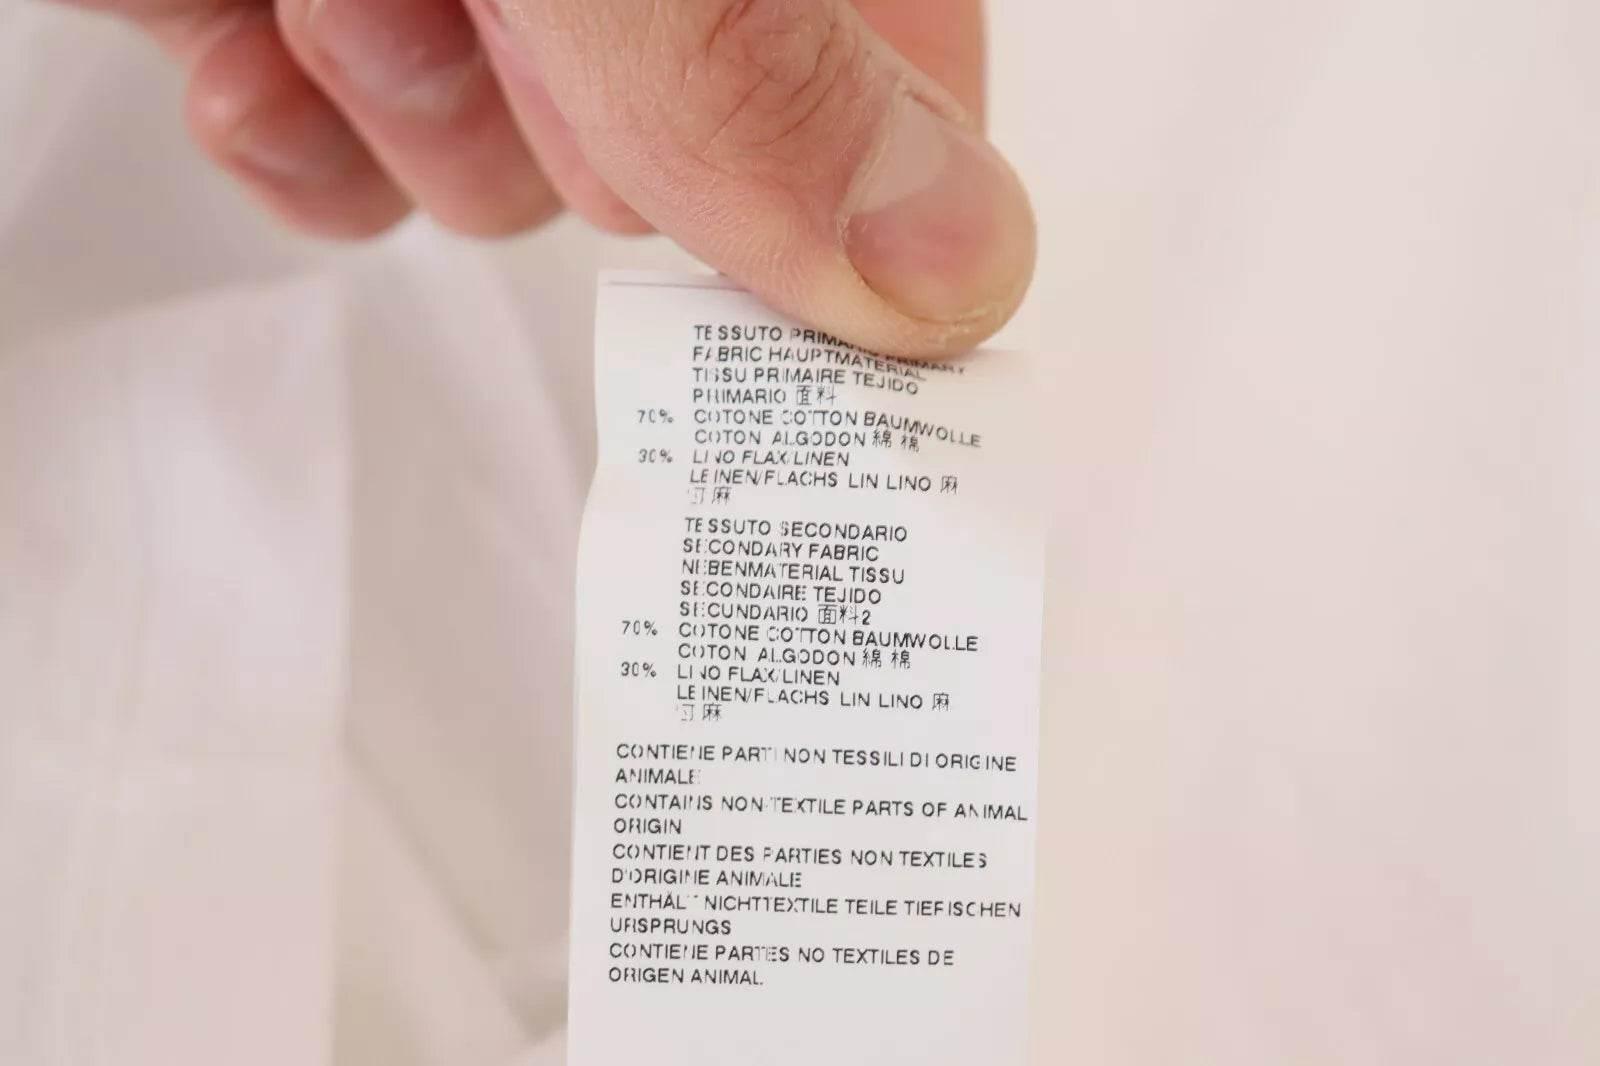 TESSUTO PRIMARIO PRIMARY
FABRIC HAUPTMATERIAL
TISSU PRIMAIRE TEJIDO
PRIMARIO 面料
70% COTONE COTTON BAUMWOLLE
COTON ALGODON 綿 棉
30% LINO FLAX/LINEN
LEINEN/FLACHS LIN LINO 麻
麻
TESSUTO SECONDARIO
SECONDARY FABRIC
NEBENMATERIAL TISSU
SECONDAIRE TEJIDO
SECUNDARIO 面料2
70% COTONE COTTON BAUMWOLLE
COTON ALGODON 綿 棉
30% LINO FLAX/LINEN
LEINEN/FLACHS LIN LINO 麻
麻
CONTIENE PARTI NON TESSILI DI ORIGINE
ANIMALE
CONTAINS NON-TEXTILE PARTS OF ANIMAL
ORIGIN
CONTIENT DES PARTIES NON TEXTILES
D'ORIGINE ANIMALE
ENTHÄLT NICHTTEXTILE TEILE TIERISCHEN
URSPRUNGS
CONTIENE PARTES NO TEXTILES DE
ORIGEN ANIMAL.